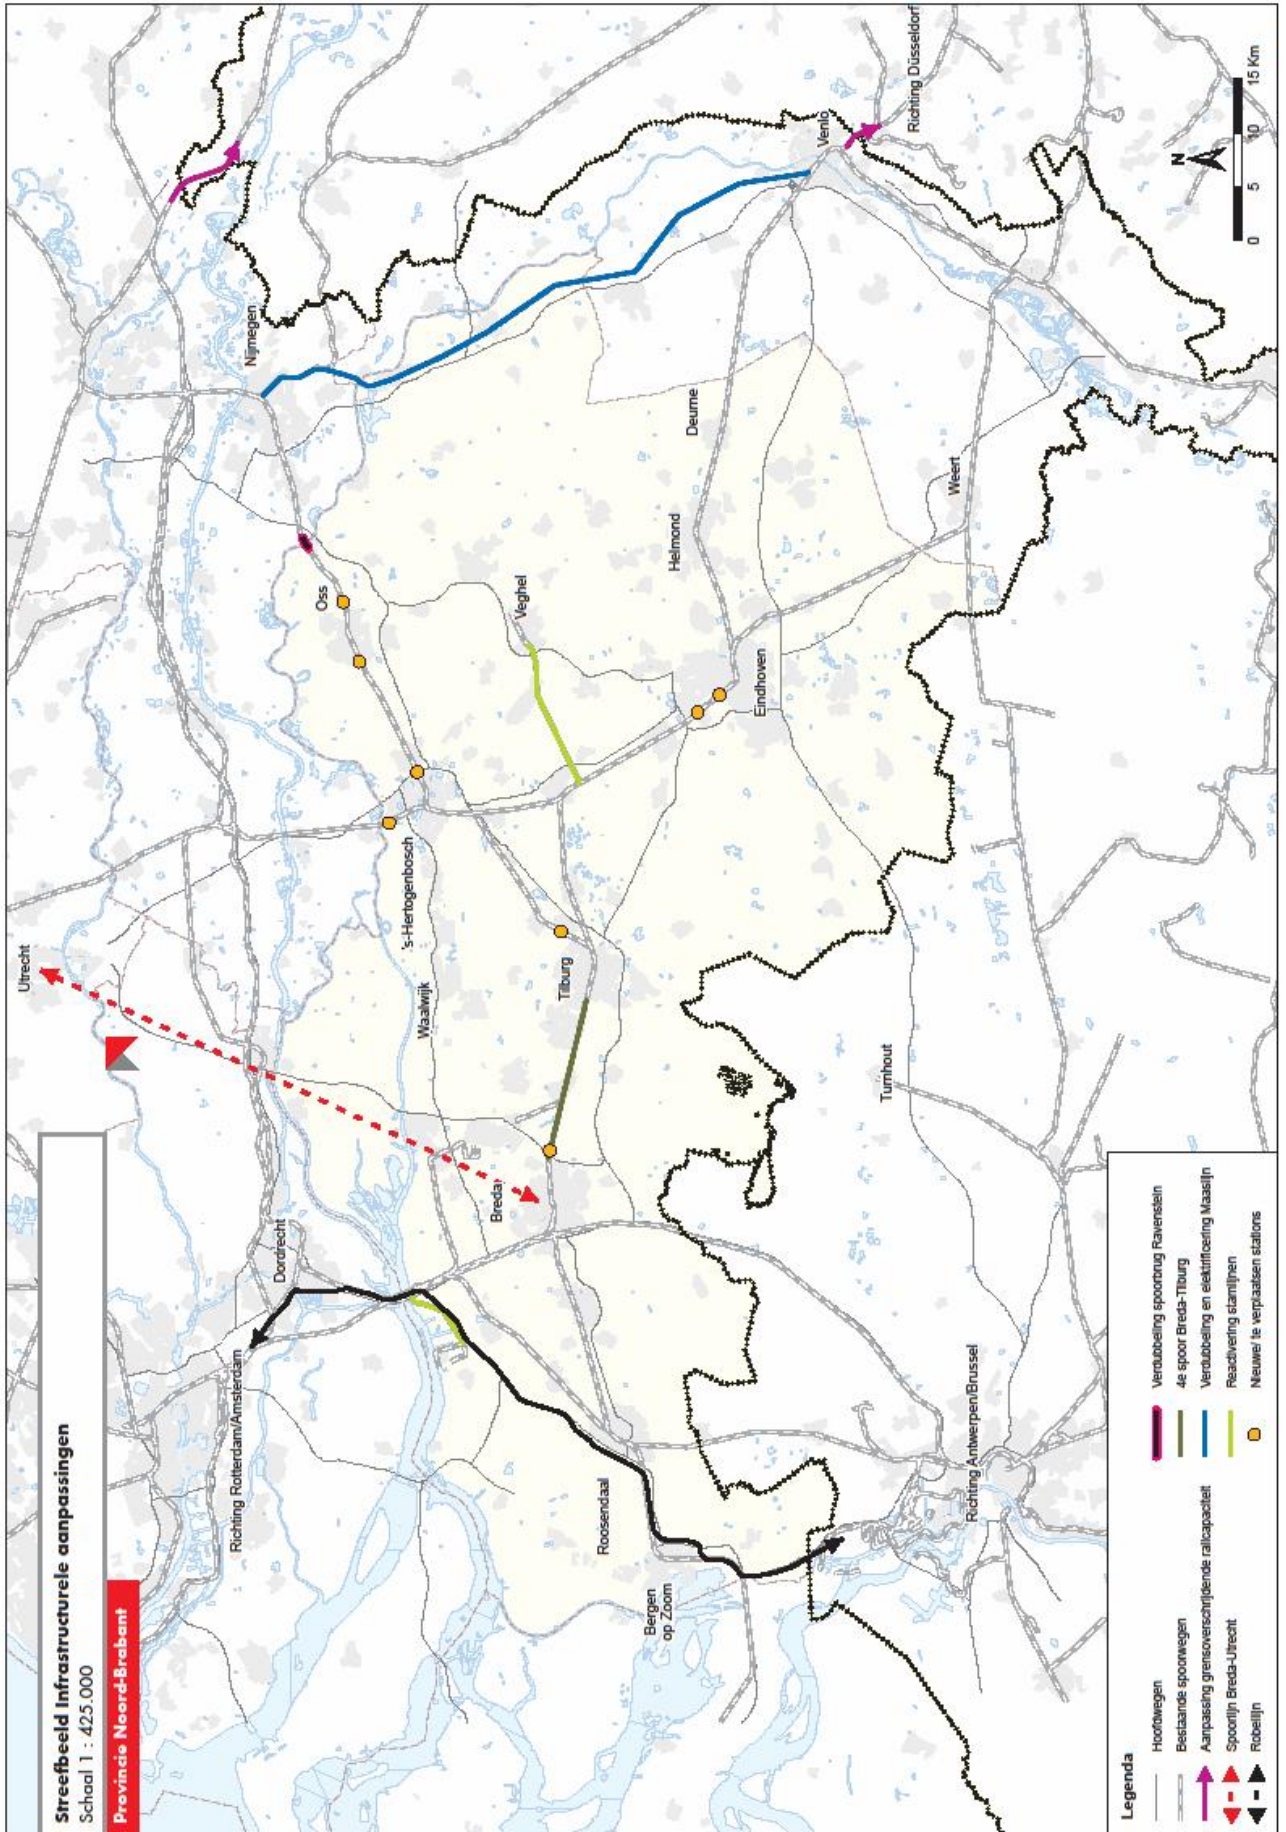 Streefbeeld Infrastructurele aanpassingen
Schaal 1 : 425.000
Provincie Noord-Brabant
Utrecht
Nijmegen
Oss
Dordrecht
Richting Rotterdam/Amsterdam
Waalwijk
's-Hertogenbosch
Veghel
Breda
Tilburg
Roosendaal
Bergen
op Zoom
Eindhoven
Helmond
Deurne
Venlo
Richting Düsseldorf
Weert
Turnhout
Richting Antwerpen/Brussel
N
0 5 10 15 Km
Legenda
Hoofdwegen
Bestaande spoorwegen
Aanpassing grensoverschrijdende railcapaciteit
Spoorlijn Breda-Utrecht
Robellijn
Verdubbeling spoorbrug Ravenstein
4e spoor Breda-Tilburg
Verdubbeling en elektrificering Maaslijn
Reactivering stamlijnen
Nieuwe/ te verplaatsen stations